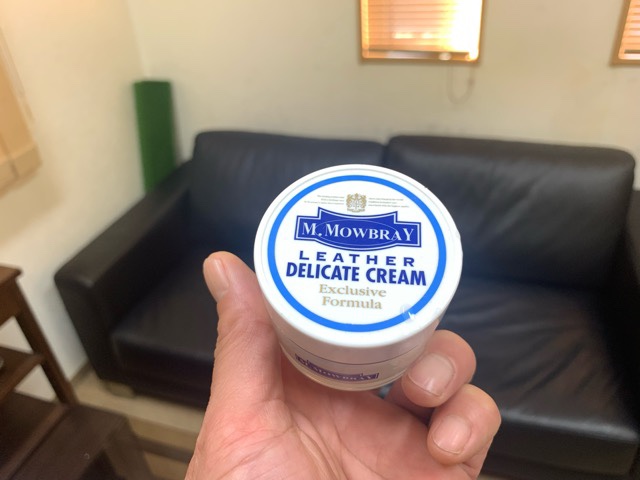 M. MOWBRAY
LEATHER
DELICATE CREAM
Exclusive
Formula
M. MOWBRAY